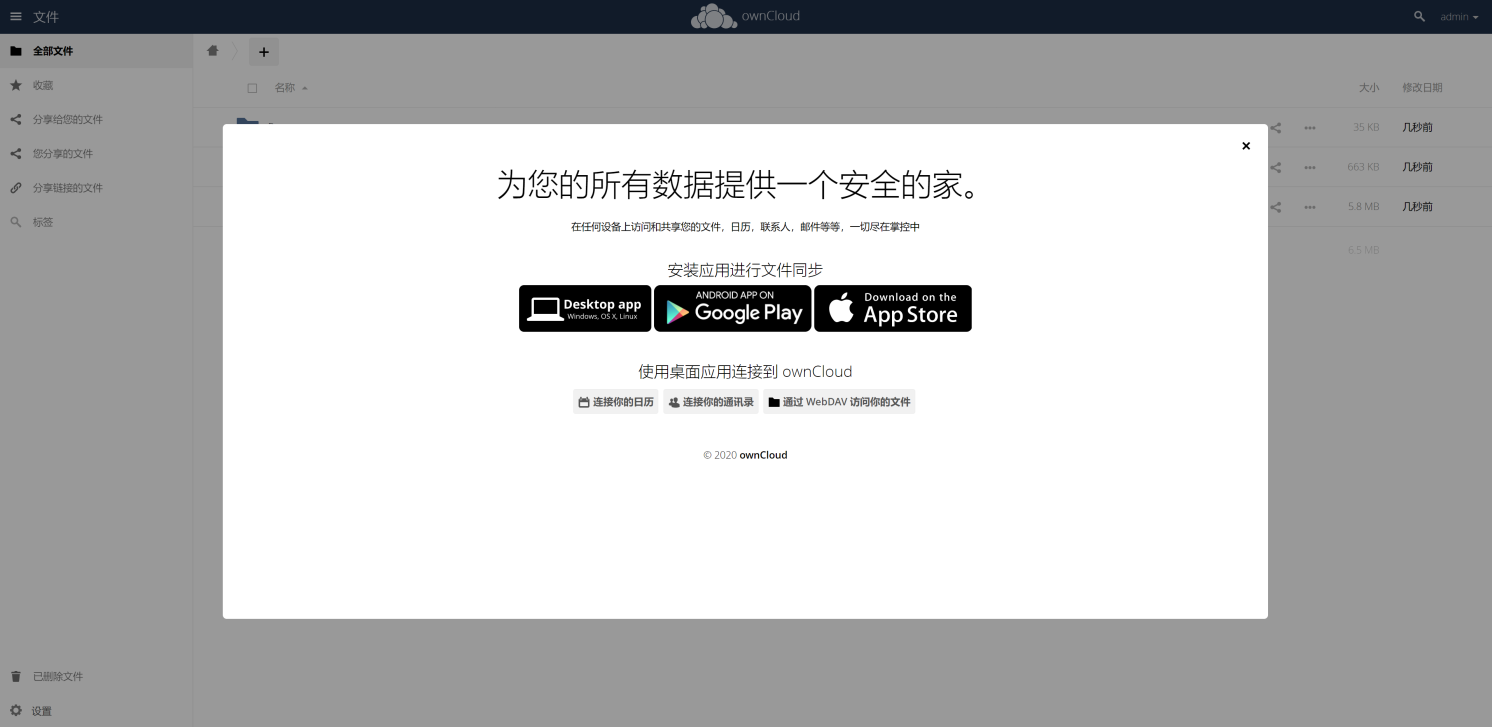 文件
ownCloud
admin
全部文件
收藏
分享给您的文件
您分享的文件
分享链接的文件
标签
已删除文件
设置
+
名称
大小
修改日期
35 KB
几秒前
663 KB
几秒前
5.8 MB
几秒前
6.5 MB
为您的所有数据提供一个安全的家。
在任何设备上访问和共享您的文件，日历，联系人，邮件等等，一切尽在掌控中
安装应用进行文件同步
Desktop app
Windows, OS X, Linux
ANDROID APP ON
Google Play
Download on the
App Store
使用桌面应用连接到 ownCloud
连接你的日历
连接你的通讯录
通过 WebDAV 访问你的文件
© 2020 ownCloud